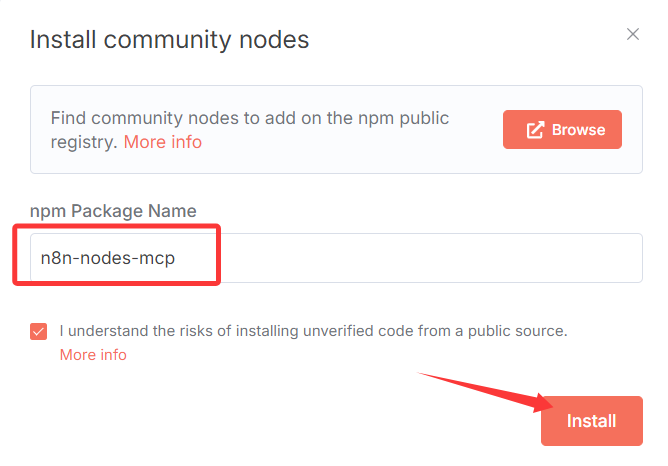 Install community nodes
Find community nodes to add on the npm public
registry. More info
Browse
npm Package Name
n8n-nodes-mcp
I understand the risks of installing unverified code from a public source.
More info
Install